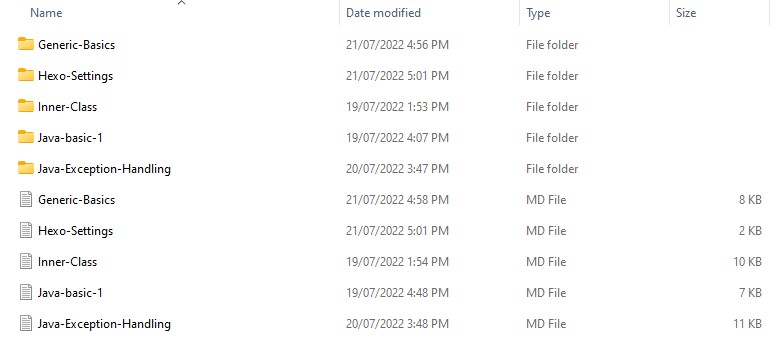 Name Date modified Type Size
Generic-Basics 21/07/2022 4:56 PM File folder
Hexo-Settings 21/07/2022 5:01 PM File folder
Inner-Class 19/07/2022 1:53 PM File folder
Java-basic-1 19/07/2022 4:07 PM File folder
Java-Exception-Handling 20/07/2022 3:47 PM File folder
Generic-Basics 21/07/2022 4:58 PM MD File 8 KB
Hexo-Settings 21/07/2022 5:01 PM MD File 2 KB
Inner-Class 19/07/2022 1:54 PM MD File 10 KB
Java-basic-1 19/07/2022 4:48 PM MD File 7 KB
Java-Exception-Handling 20/07/2022 3:48 PM MD File 11 KB